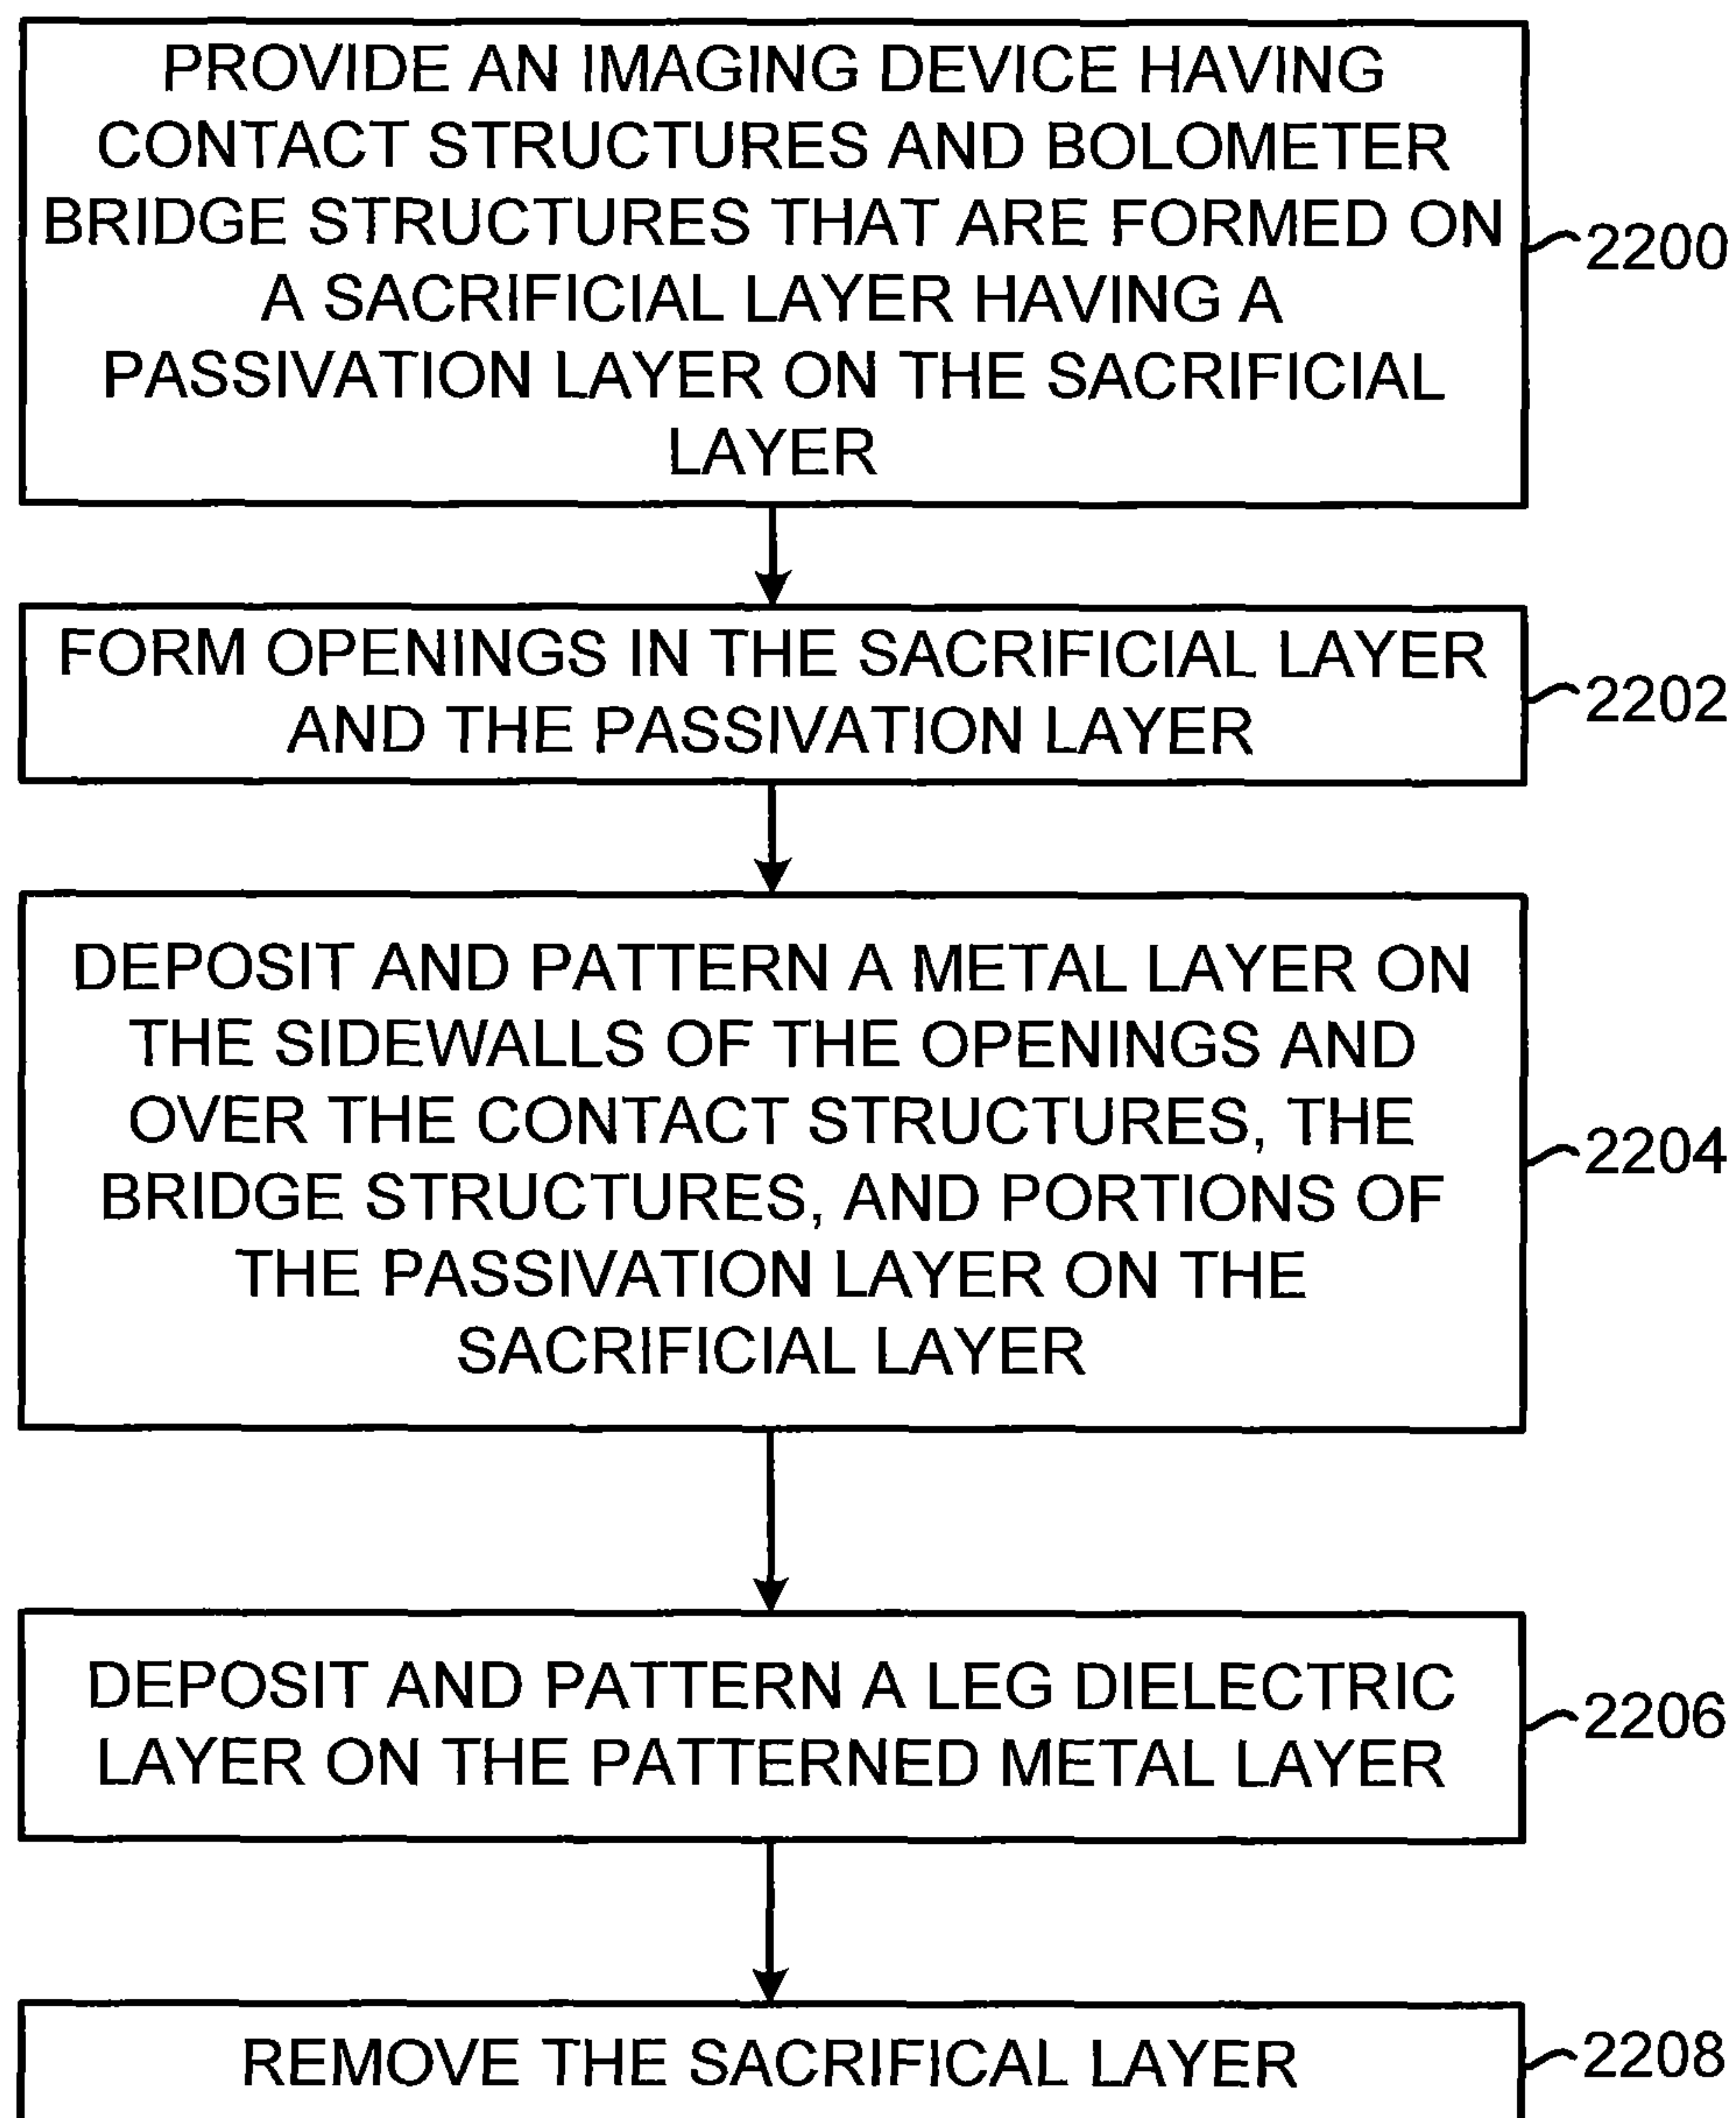 PROVIDE AN IMAGING DEVICE HAVING
CONTACT STRUCTURES AND BOLOMETER
BRIDGE STRUCTURES THAT ARE FORMED ON
A SACRIFICIAL LAYER HAVING A
PASSIVATION LAYER ON THE SACRIFICIAL
LAYER
2200
FORM OPENINGS IN THE SACRIFICIAL LAYER
AND THE PASSIVATION LAYER
2202
DEPOSIT AND PATTERN A METAL LAYER ON
THE SIDEWALLS OF THE OPENINGS AND
OVER THE CONTACT STRUCTURES, THE
BRIDGE STRUCTURES, AND PORTIONS OF
THE PASSIVATION LAYER ON THE
SACRIFICIAL LAYER
2204
DEPOSIT AND PATTERN A LEG DIELECTRIC
LAYER ON THE PATTERNED METAL LAYER
2206
REMOVE THE SACRIFICAL LAYER
2208